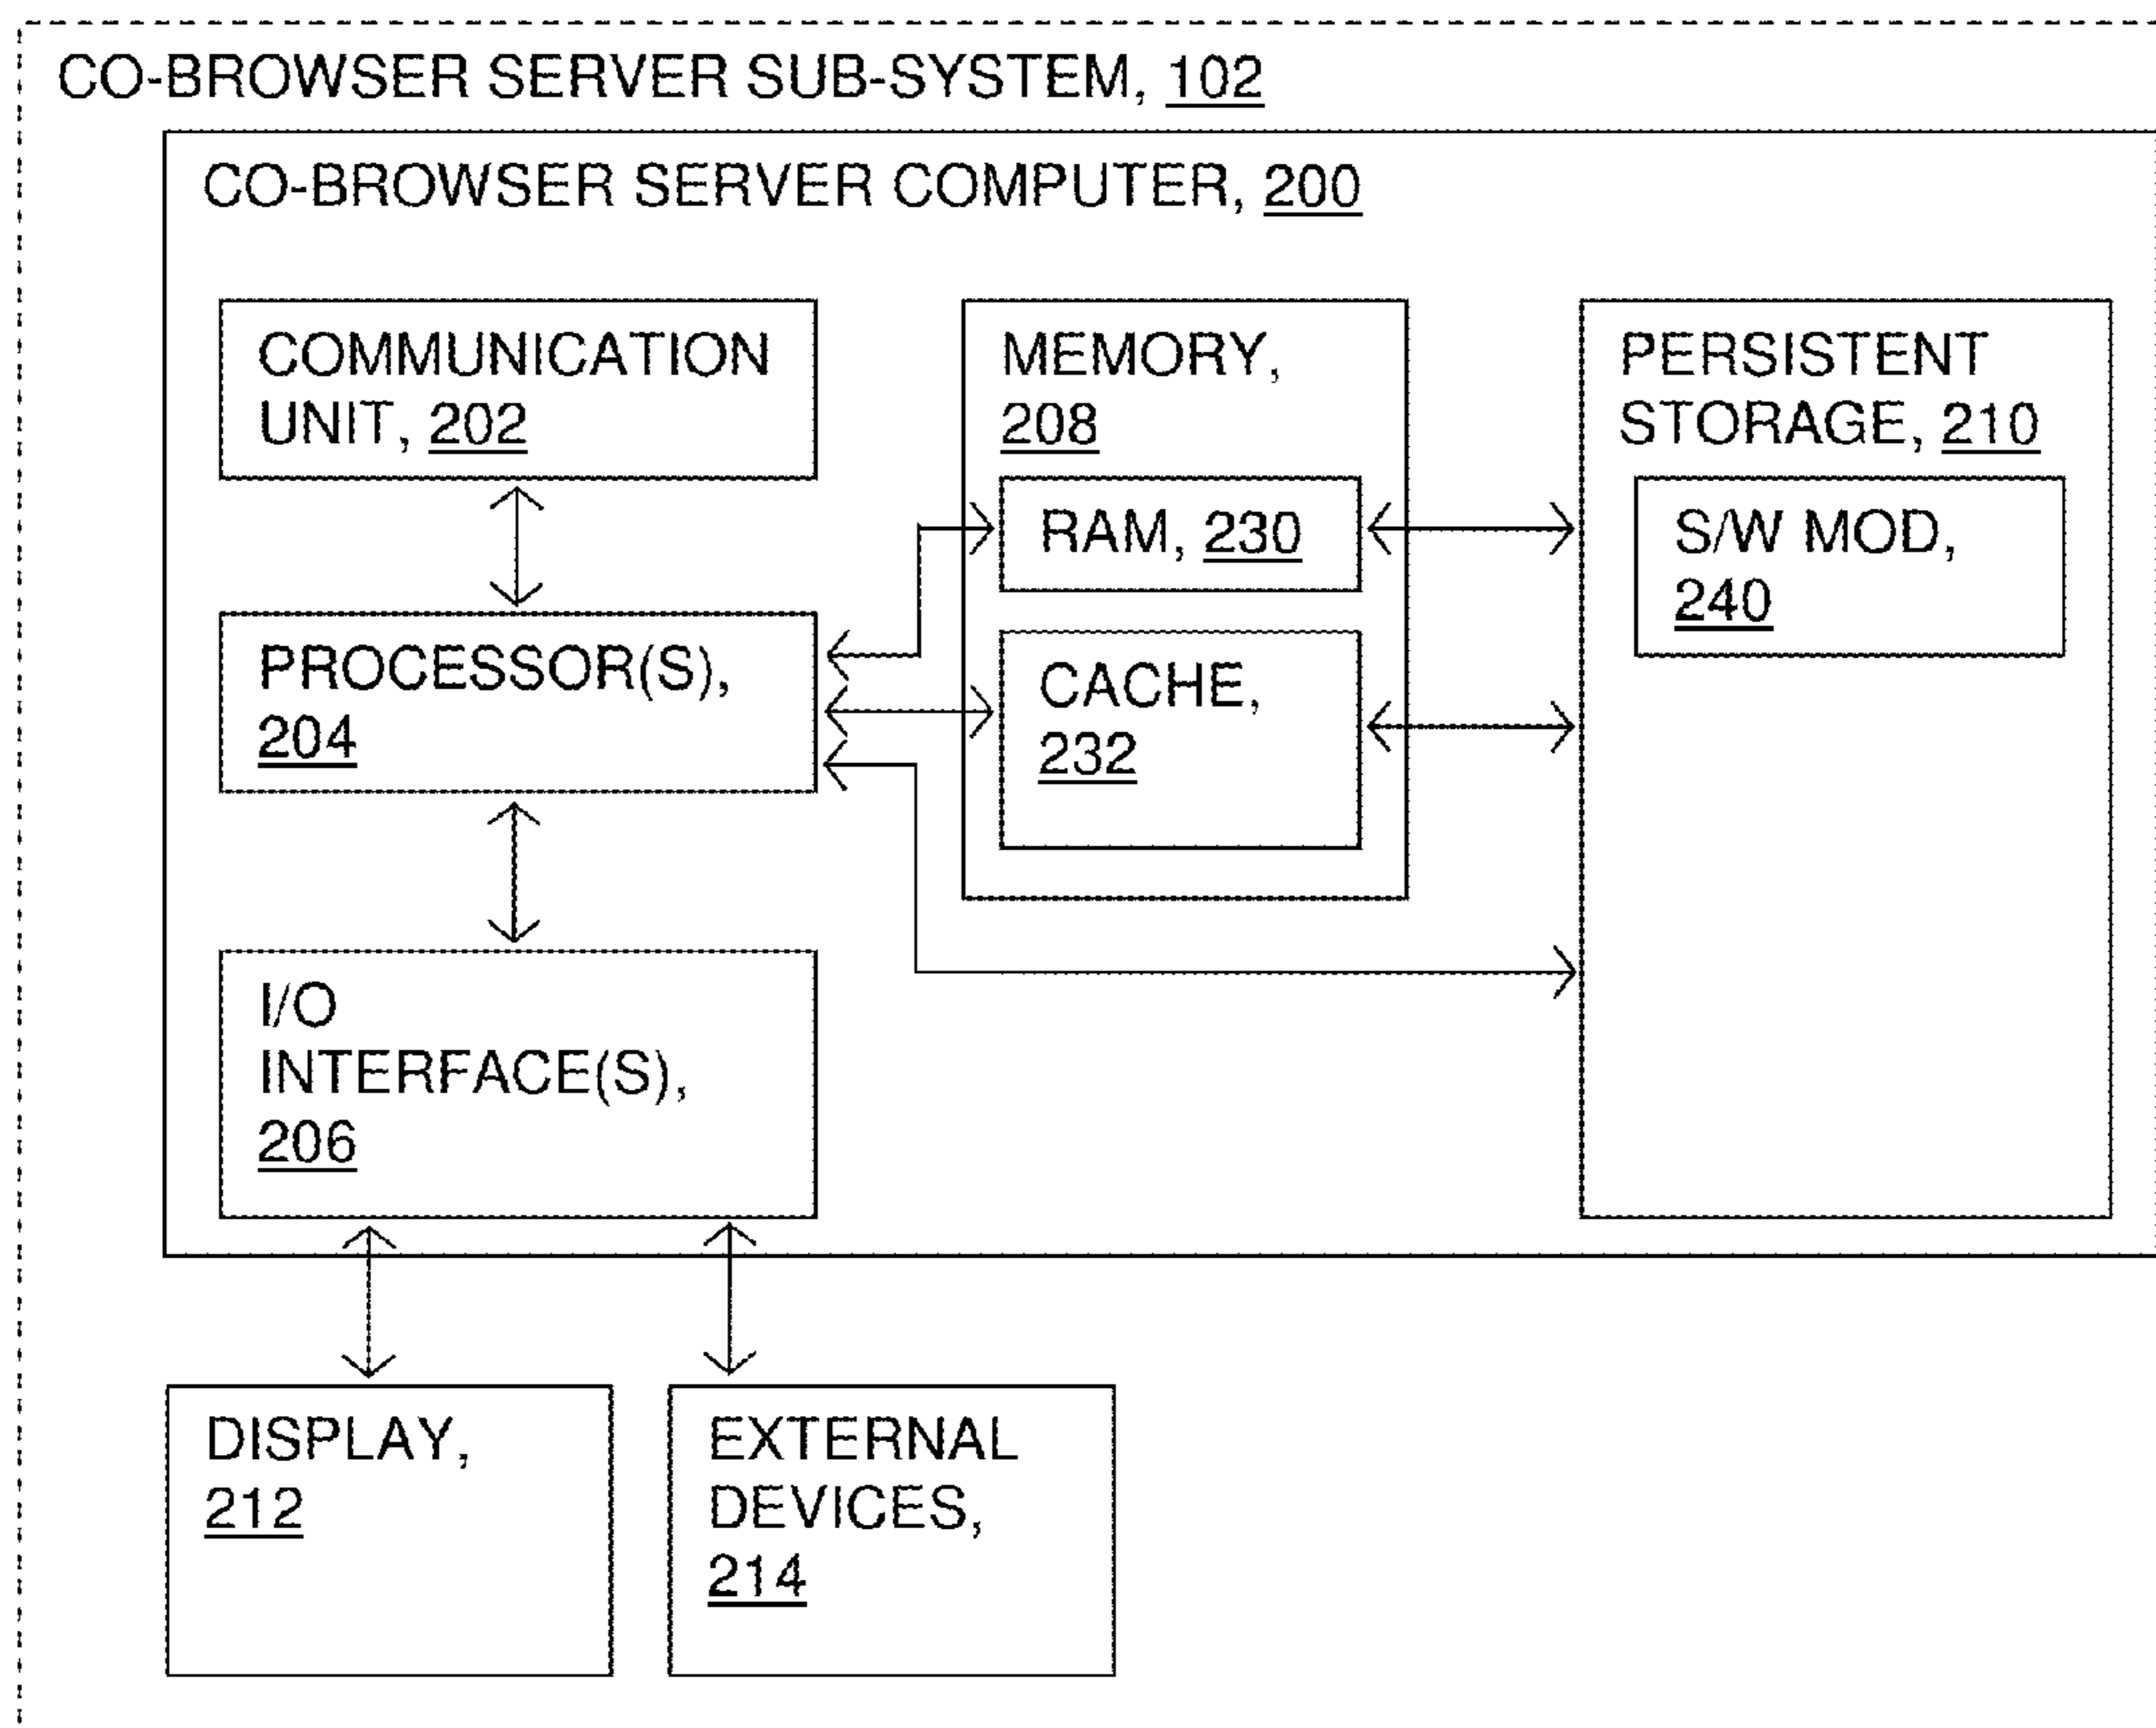 CO-BROWSER SERVER SUB-SYSTEM, 102
CO-BROWSER SERVER COMPUTER, 200
COMMUNICATION
UNIT, 202
MEMORY,
208
PERSISTENT
STORAGE, 210
RAM, 230
S/W MOD,
240
PROCESSOR(S),
204
CACHE,
232
I/O
INTERFACE(S),
206
DISPLAY,
212
EXTERNAL
DEVICES,
214